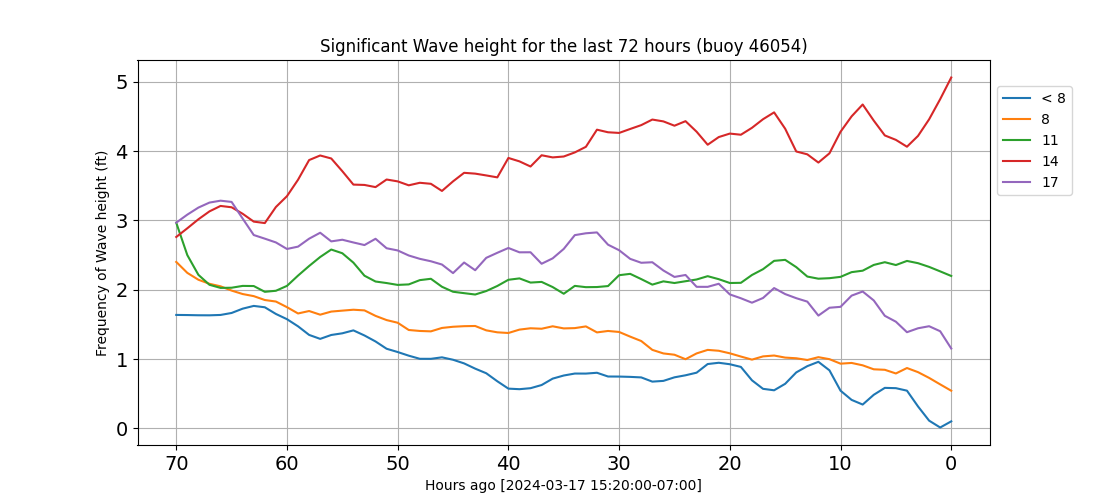 Significant Wave height for the last 72 hours (buoy 46054)
Frequency of Wave height (ft)
5
4
3
2
1
0
70 60 50 40 30 20 10 0
Hours ago [2024-03-17 15:20:00-07:00]
< 8
8
11
14
17